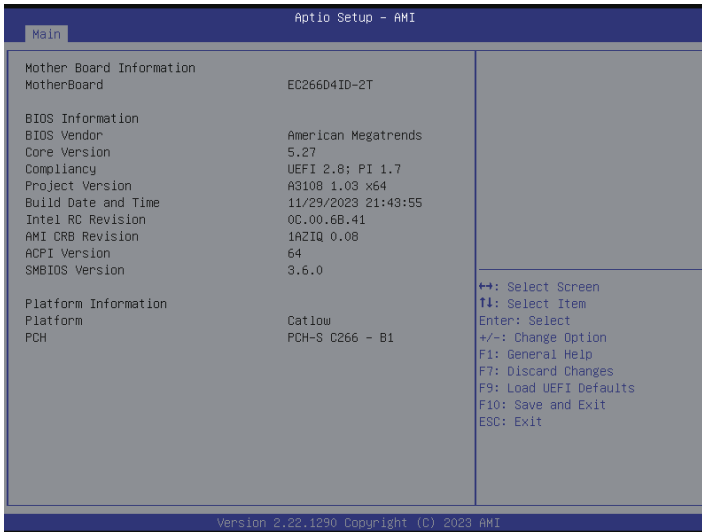 Aptio Setup - AMI
Main
Mother Board Information
MotherBoard EC266D4ID-2T
BIOS Information
BIOS Vendor American Megatrends
Core Version 5.27
Compliancy UEFI 2.8; PI 1.7
Project Version A3108 1.03 x64
Build Date and Time 11/29/2023 21:43:55
Intel RC Revision 0C.00.6B.41
AMI CRB Revision 1AZIQ 0.08
ACPI Version 64
SMBIOS Version 3.6.0
Platform Information
Platform Catlow
PCH PCH-S C266 - B1
↔: Select Screen
↑↓: Select Item
Enter: Select
+/-: Change Option
F1: General Help
F7: Discard Changes
F9: Load UEFI Defaults
F10: Save and Exit
ESC: Exit
Version 2.22.1290 Copyright (C) 2023 AMI